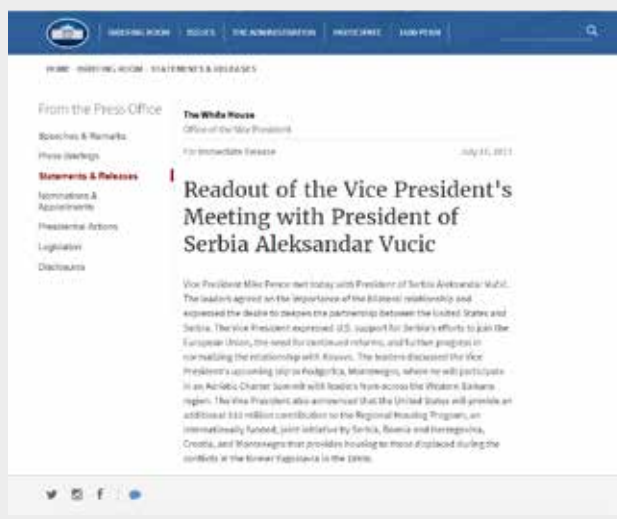 BRIEFING ROOM ISSUES THE ADMINISTRATION PARTICIPATE 1600 PENN
HOME · BRIEFING ROOM · STATEMENTS & RELEASES
From the Press Office
Speeches & Remarks
Press Briefings
Statements & Releases
Nominations &
Appointments
Presidential Actions
Legislation
Disclosures
The White House
Office of the Vice President
For Immediate Release
July
Readout of the Vice President's
Meeting with President of
Serbia Aleksandar Vucic
Vice President Mike Pence met today with President of Serbia Aleksandar Vučić.
The leaders agreed on the importance of the bilateral relationship and
expressed the desire to deepen the partnership between the United States and
Serbia. The Vice President expressed U.S. support for Serbia's efforts to join the
European Union, the need for continued reforms, and further progress in
normalizing the relationship with Kosovo. The leaders discussed the Vice
President's upcoming trip to Podgorica, Montenegro, where he will participate
in an Adriatic Charter Summit with leaders from across the Western Balkans
region. The Vice President also announced that the United States will provide an
additional million contribution to the Regional Housing Program, an
internationally funded, joint initiative by Serbia, Bosnia and Herzegovina,
Croatia, and Montenegro that provides housing to those displaced during the
conflicts in the former Yugoslavia in the 1990s.